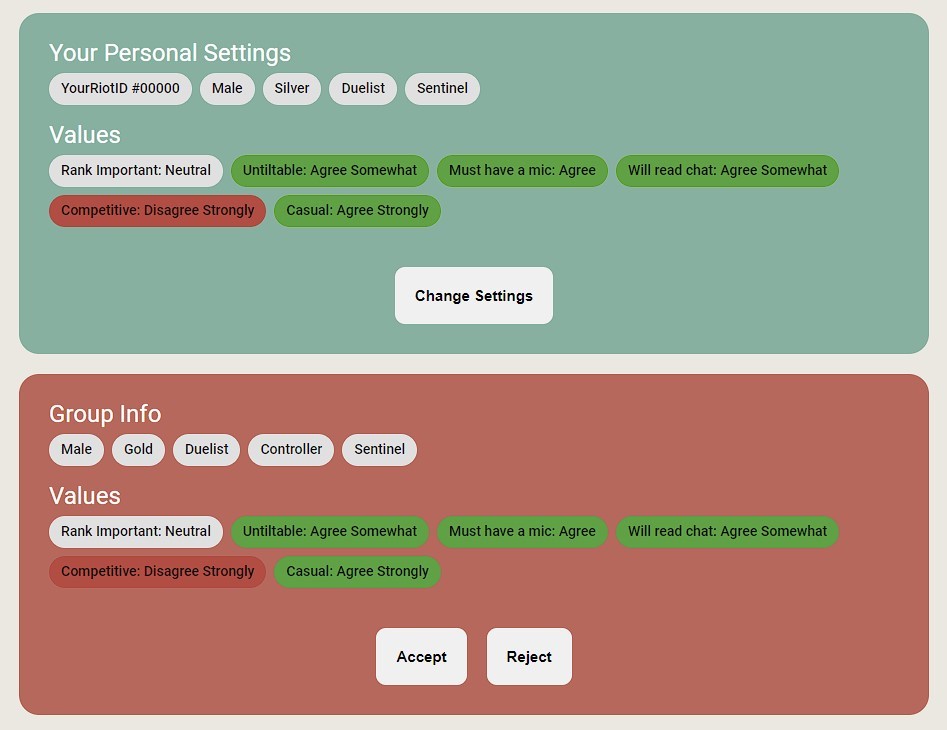 Your Personal Settings
YourRiotID #00000 Male Silver Duelist Sentinel
Values
Rank Important: Neutral Untiltable: Agree Somewhat Must have a mic: Agree Will read chat: Agree Somewhat
Competitive: Disagree Strongly Casual: Agree Strongly
Change Settings
Group Info
Male Gold Duelist Controller Sentinel
Values
Rank Important: Neutral Untiltable: Agree Somewhat Must have a mic: Agree Will read chat: Agree Somewhat
Competitive: Disagree Strongly Casual: Agree Strongly
Accept Reject